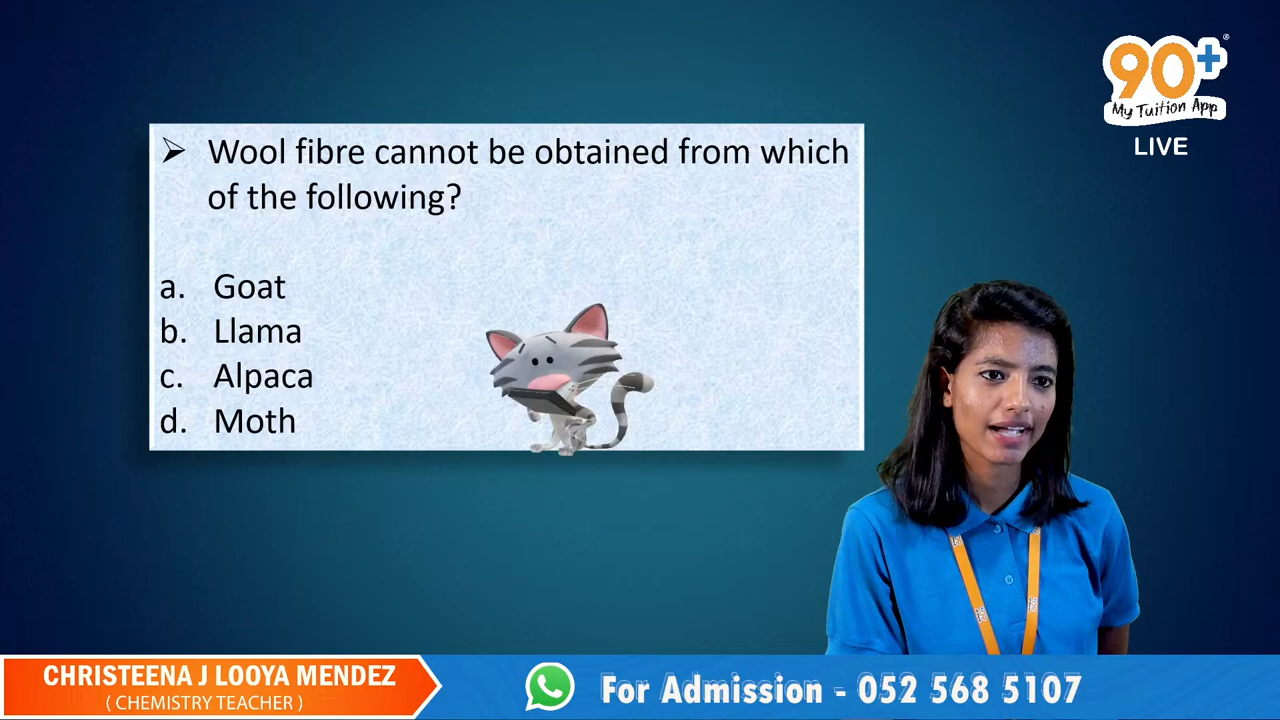 90+
®
My Tuition App
LIVE
➢ Wool fibre cannot be obtained from which
of the following?
a. Goat
b. Llama
c. Alpaca
d. Moth
CHRISTEENA J LOOYA MENDEZ
( CHEMISTRY TEACHER )
For Admission - 052 568 5107